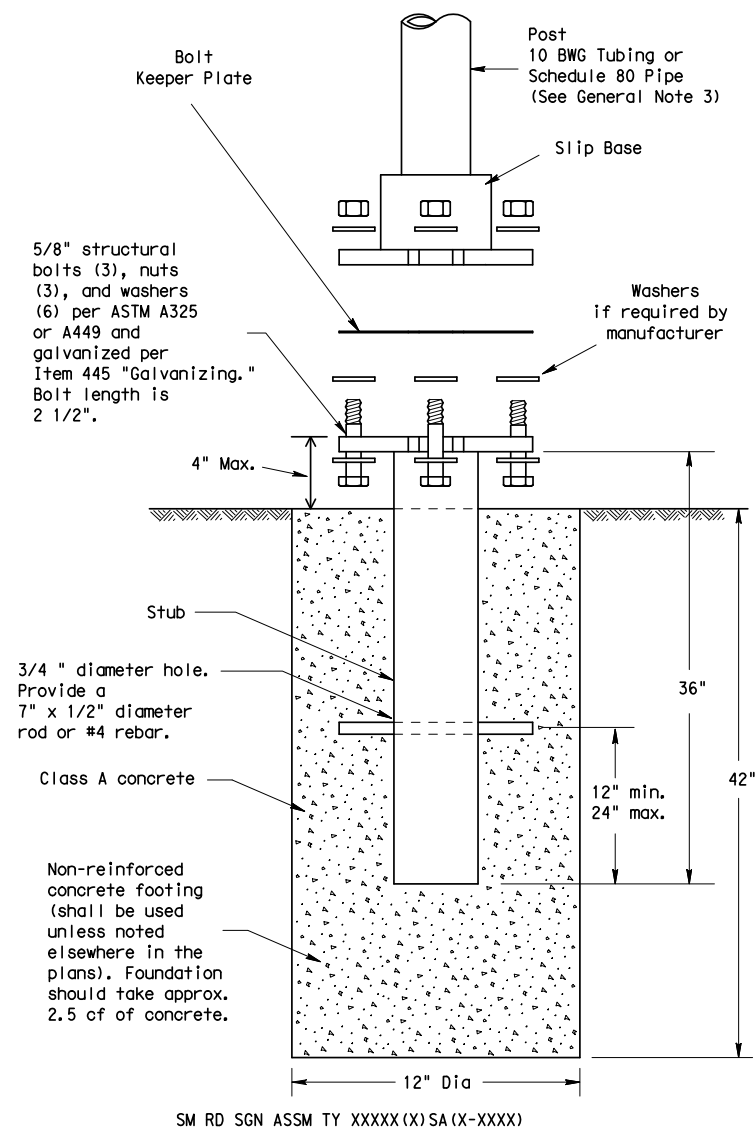 Post
10 BWG Tubing or
Schedule 80 Pipe
(See General Note 3)
Bolt
Keeper Plate
Slip Base
5/8" structural
bolts (3), nuts
(3), and washers
(6) per ASTM A325
or A449 and
galvanized per
Item 445 "Galvanizing."
Bolt length is
2 1/2".
Washers
if required by
manufacturer
4" Max.
Stub
3/4 " diameter hole.
Provide a
7" x 1/2" diameter
rod or #4 rebar.
36"
Class A concrete
12" min.
24" max.
42"
Non-reinforced
concrete footing
(shall be used
unless noted
elsewhere in the
plans). Foundation
should take approx.
2.5 cf of concrete.
12" Dia
SM RD SGN ASSM TY XXXXX(X)SA(X-XXXX)